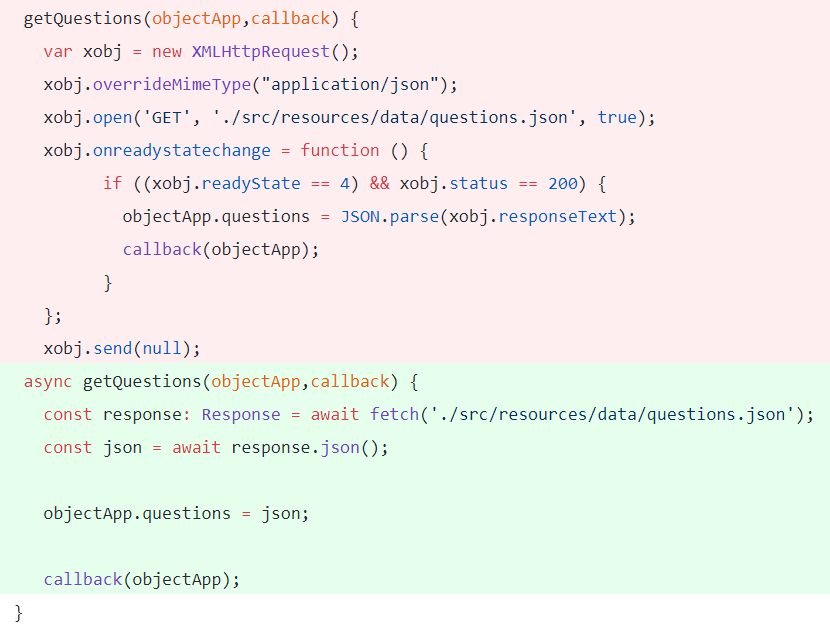 getQuestions(objectApp,callback) {
var xobj = new XMLHttpRequest();
xobj.overrideMimeType("application/json");
xobj.open('GET', './src/resources/data/questions.json', true);
xobj.onreadystatechange = function () {
if ((xobj.readyState == 4) && xobj.status == 200) {
objectApp.questions = JSON.parse(xobj.responseText);
callback(objectApp);
}
};
xobj.send(null);
async getQuestions(objectApp,callback) {
const response: Response = await fetch('./src/resources/data/questions.json');
const json = await response.json();
objectApp.questions = json;
callback(objectApp);
}